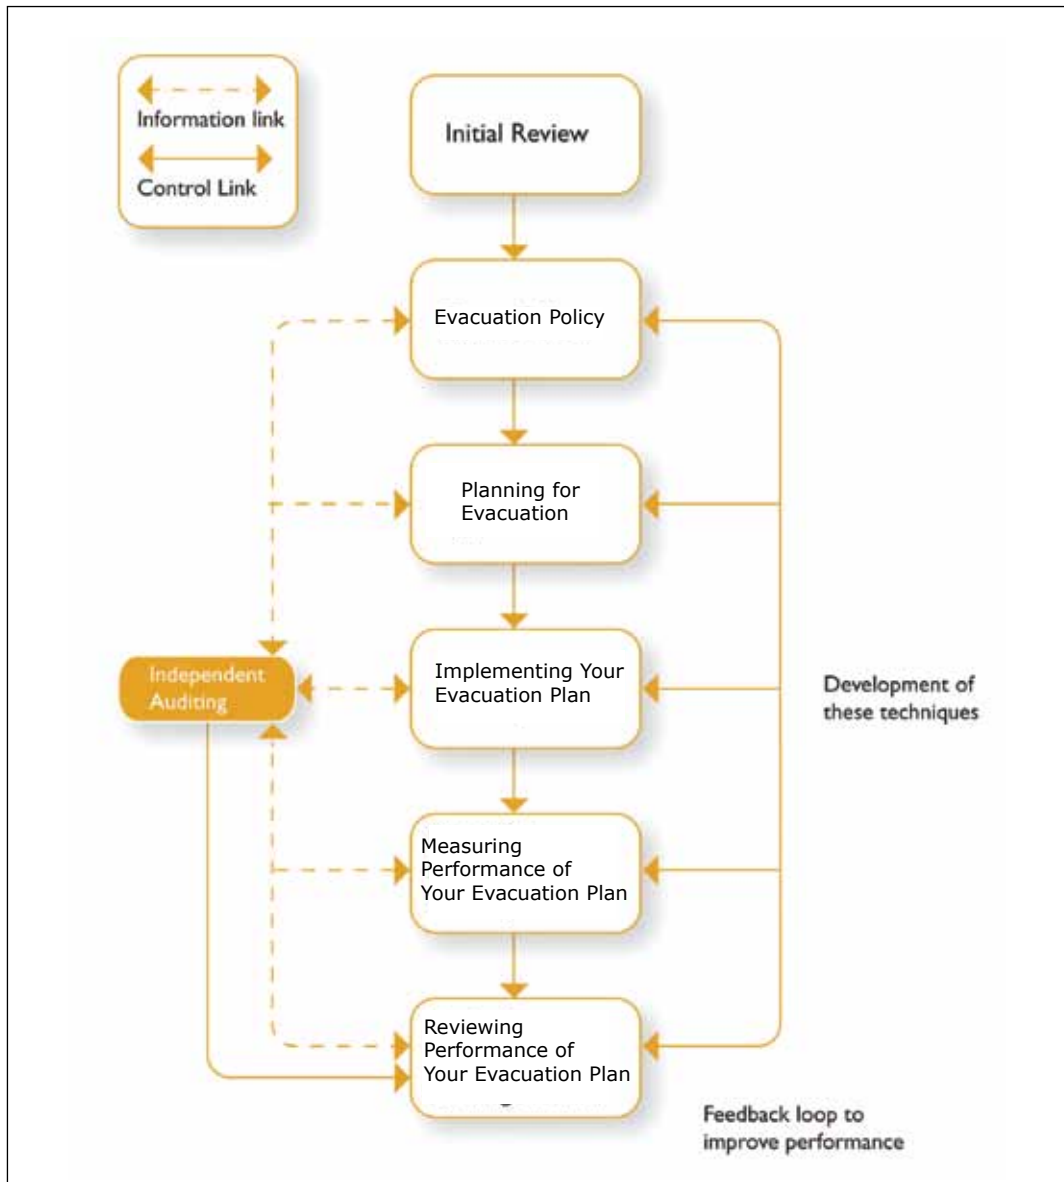 Information link
Control Link
Initial Review
Evacuation Policy
Planning for
Evacuation
Implementing Your
Evacuation Plan
Independent
Auditing
Development of
these techniques
Measuring
Performance of
Your Evacuation Plan
Reviewing
Performance of
Your Evacuation Plan
Feedback loop to
improve performance